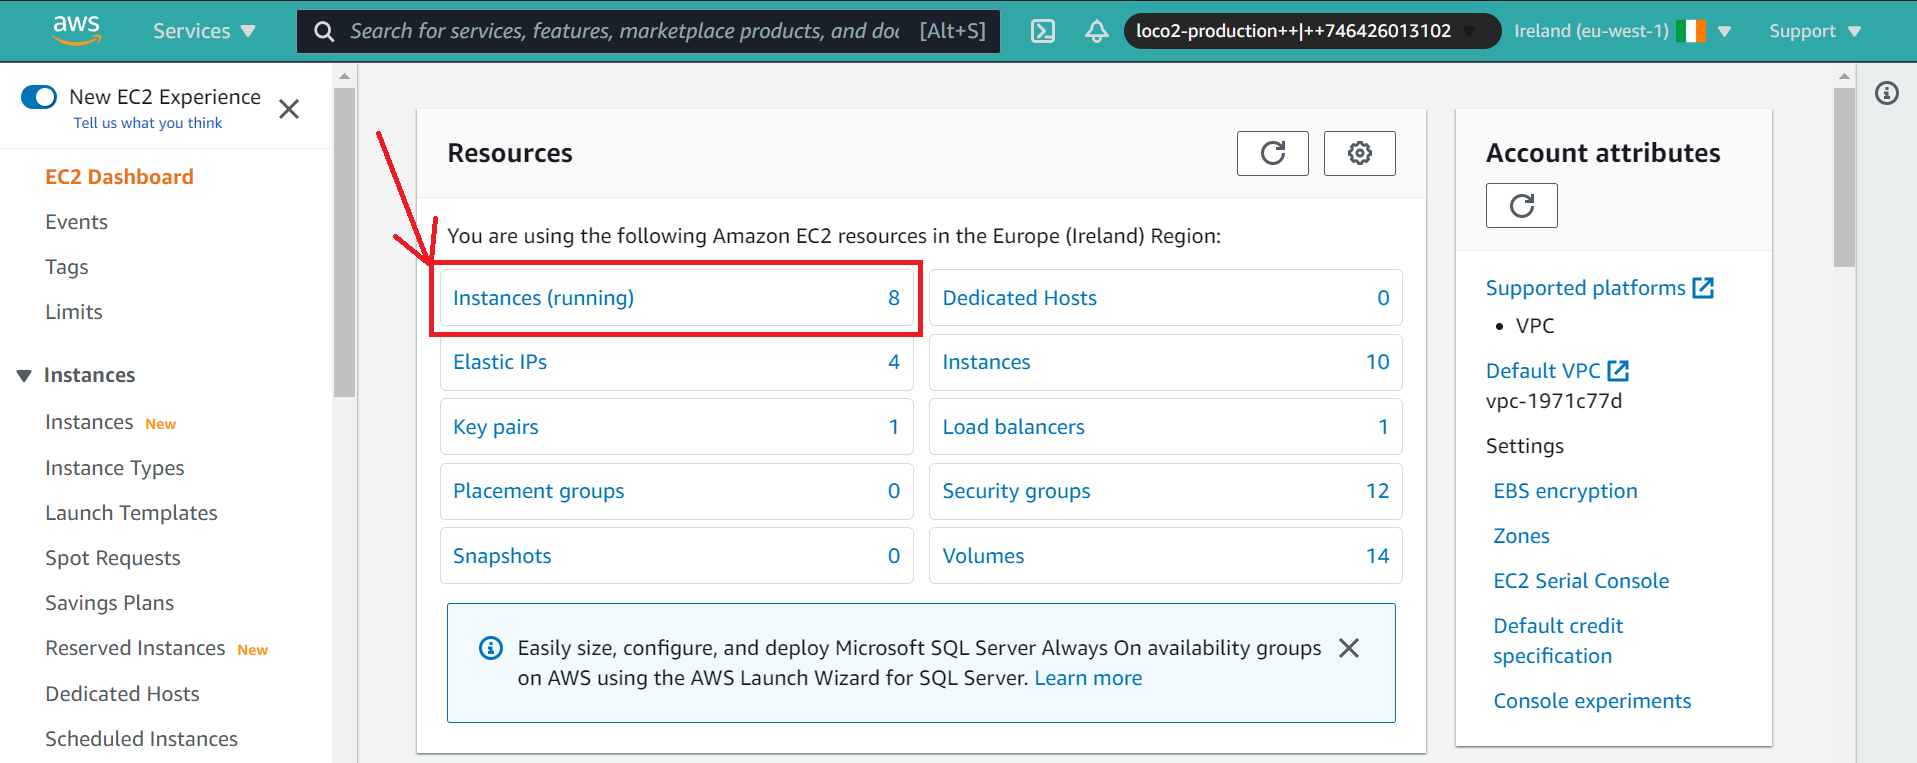 aws
Services
Search for services, features, marketplace products, and doc
[Alt+S]
loco2-production++|++746426013102
Ireland (eu-west-1)
Support
New EC2 Experience
Tell us what you think
EC2 Dashboard
Events
Tags
Limits
Instances
Instances New
Instance Types
Launch Templates
Spot Requests
Savings Plans
Reserved Instances New
Dedicated Hosts
Scheduled Instances
Resources
You are using the following Amazon EC2 resources in the Europe (Ireland) Region:
Instances (running) 8
Dedicated Hosts 0
Elastic IPs 4
Instances 10
Key pairs 1
Load balancers 1
Placement groups 0
Security groups 12
Snapshots 0
Volumes 14
Easily size, configure, and deploy Microsoft SQL Server Always On availability groups
on AWS using the AWS Launch Wizard for SQL Server. Learn more
Account attributes
Supported platforms
• VPC
Default VPC
vpc-1971c77d
Settings
EBS encryption
Zones
EC2 Serial Console
Default credit
specification
Console experiments